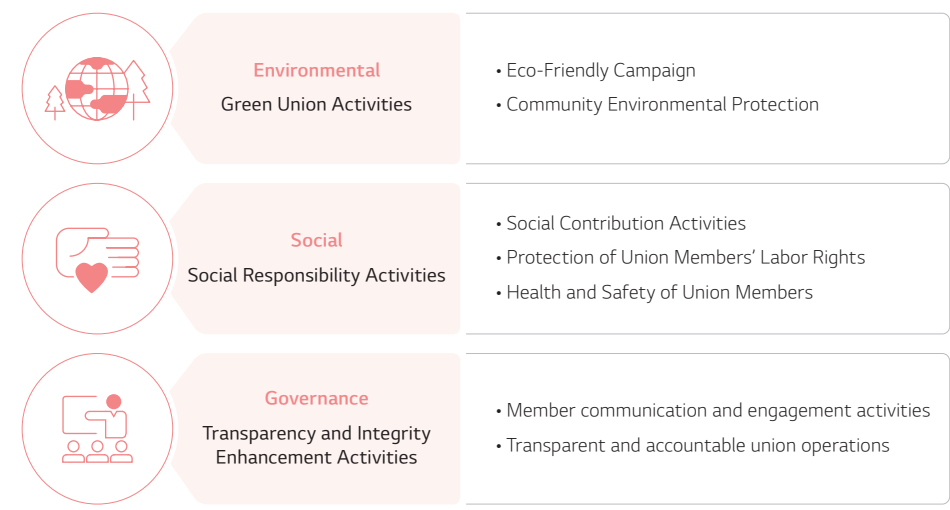 Environmental
Green Union Activities
• Eco-Friendly Campaign
• Community Environmental Protection
Social
Social Responsibility Activities
• Social Contribution Activities
• Protection of Union Members’ Labor Rights
• Health and Safety of Union Members
Governance
Transparency and Integrity
Enhancement Activities
• Member communication and engagement activities
• Transparent and accountable union operations